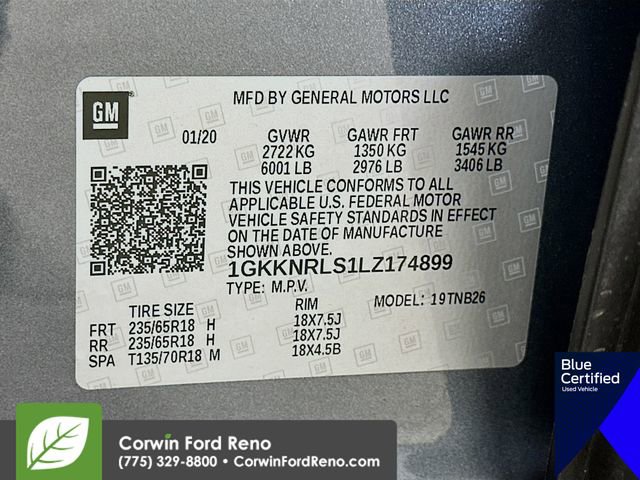 GM
MFD BY GENERAL MOTORS LLC
01/20 GVWR GAWR FRT GAWR RR
2722 KG 1350 KG 1545 KG
6001 LB 2976 LB 3406 LB
THIS VEHICLE CONFORMS TO ALL
APPLICABLE U.S. FEDERAL MOTOR
VEHICLE SAFETY STANDARDS IN EFFECT
ON THE DATE OF MANUFACTURE
SHOWN ABOVE.
1GKKNRLS1LZ174899
TYPE: M.P.V. MODEL: 19TNB26
TIRE SIZE RIM
FRT 235/65R18 H 18X7.5J
RR 235/65R18 H 18X7.5J
SPA T135/70R18 M 18X4.5B
Blue
Certified
Used Vehicle
Corwin Ford Reno
(775) 329-8800 • CorwinFordReno.com